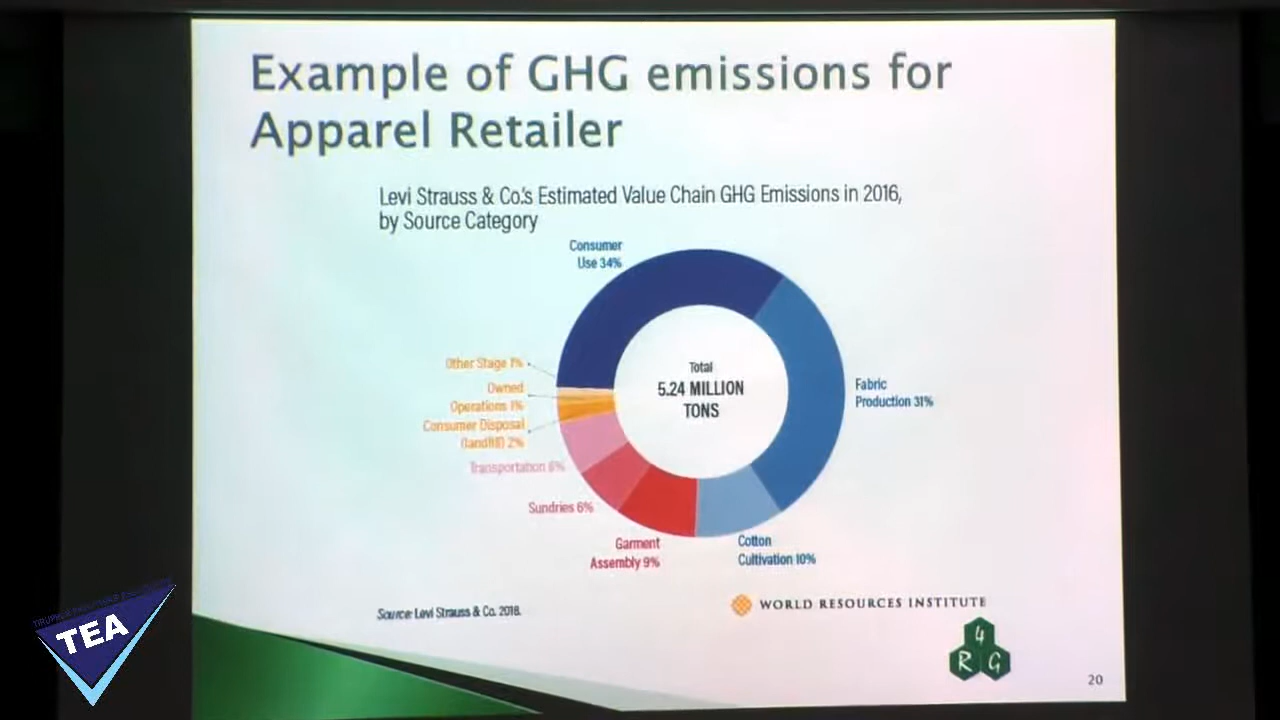 Example of GHG emissions for
Apparel Retailer
Levi Strauss & Co.'s Estimated Value Chain GHG Emissions in 2016,
by Source Category
Consumer
Use 34%
Other Stage 1%
Owned
Operations 1%
Consumer Disposal
(landfill) 2%
Transportation 6%
Sundries 6%
Garment
Assembly 9%
Cotton
Cultivation 10%
Fabric
Production 31%
Total
5.24 MILLION
TONS
Source: Levi Strauss & Co. 2016.
WORLD RESOURCES INSTITUTE
4
R G
20
TEA